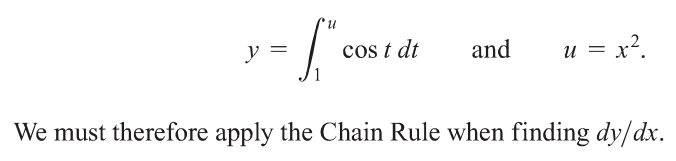 y = ∫₁ᵘ cos t dt and u = x².
We must therefore apply the Chain Rule when finding dy/dx.